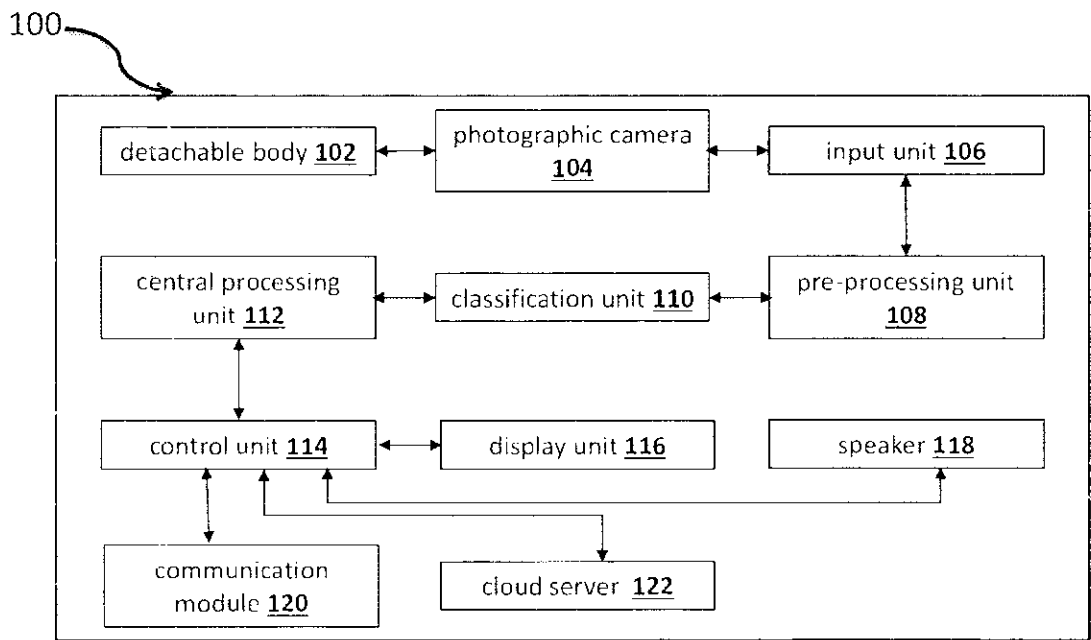 100
detachable body 102
photographic camera
104
input unit 106
central processing
unit 112
classification unit 110
pre-processing unit
108
control unit 114
display unit 116
speaker 118
communication
module 120
cloud server 122